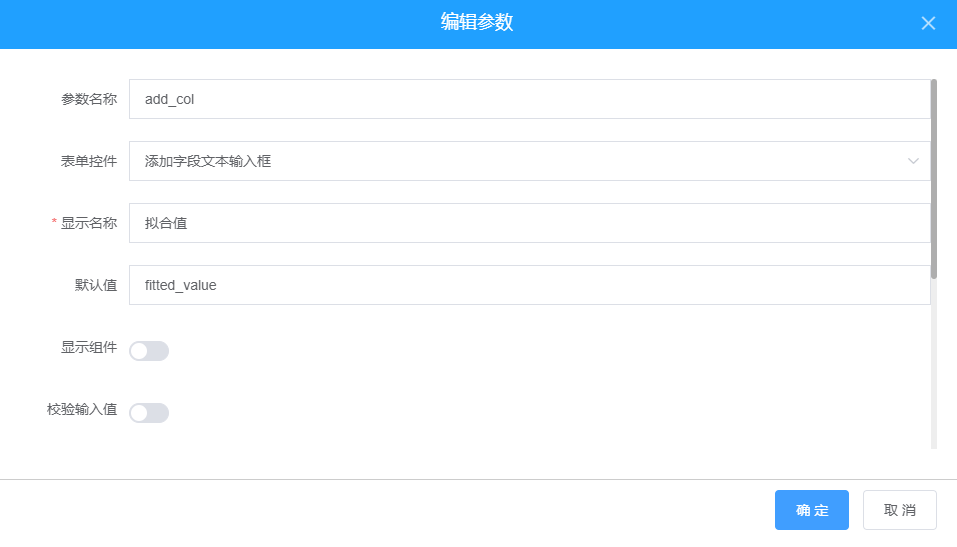 编辑参数
参数名称 add_col
表单控件 添加字段文本输入框
* 显示名称 拟合值
默认值 fitted_value
显示组件
校验输入值
确 定 取 消